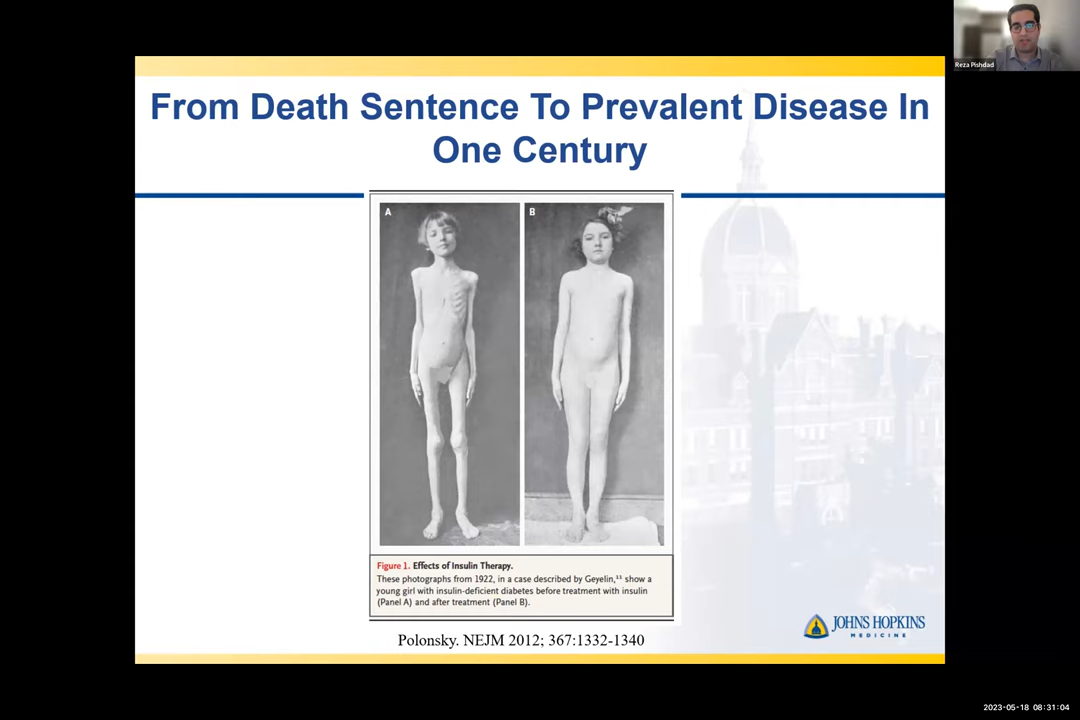 Reza Pishdad
From Death Sentence To Prevalent Disease In
One Century
A
B
Figure 1. Effects of Insulin Therapy.
These photographs from 1922, in a case described by Geyelin,¹¹ show a
young girl with insulin-deficient diabetes before treatment with insulin
(Panel A) and after treatment (Panel B).
Polonsky. NEJM 2012; 367:1332-1340
JOHNS HOPKINS
MEDICINE
2023-05-18 08:31:04